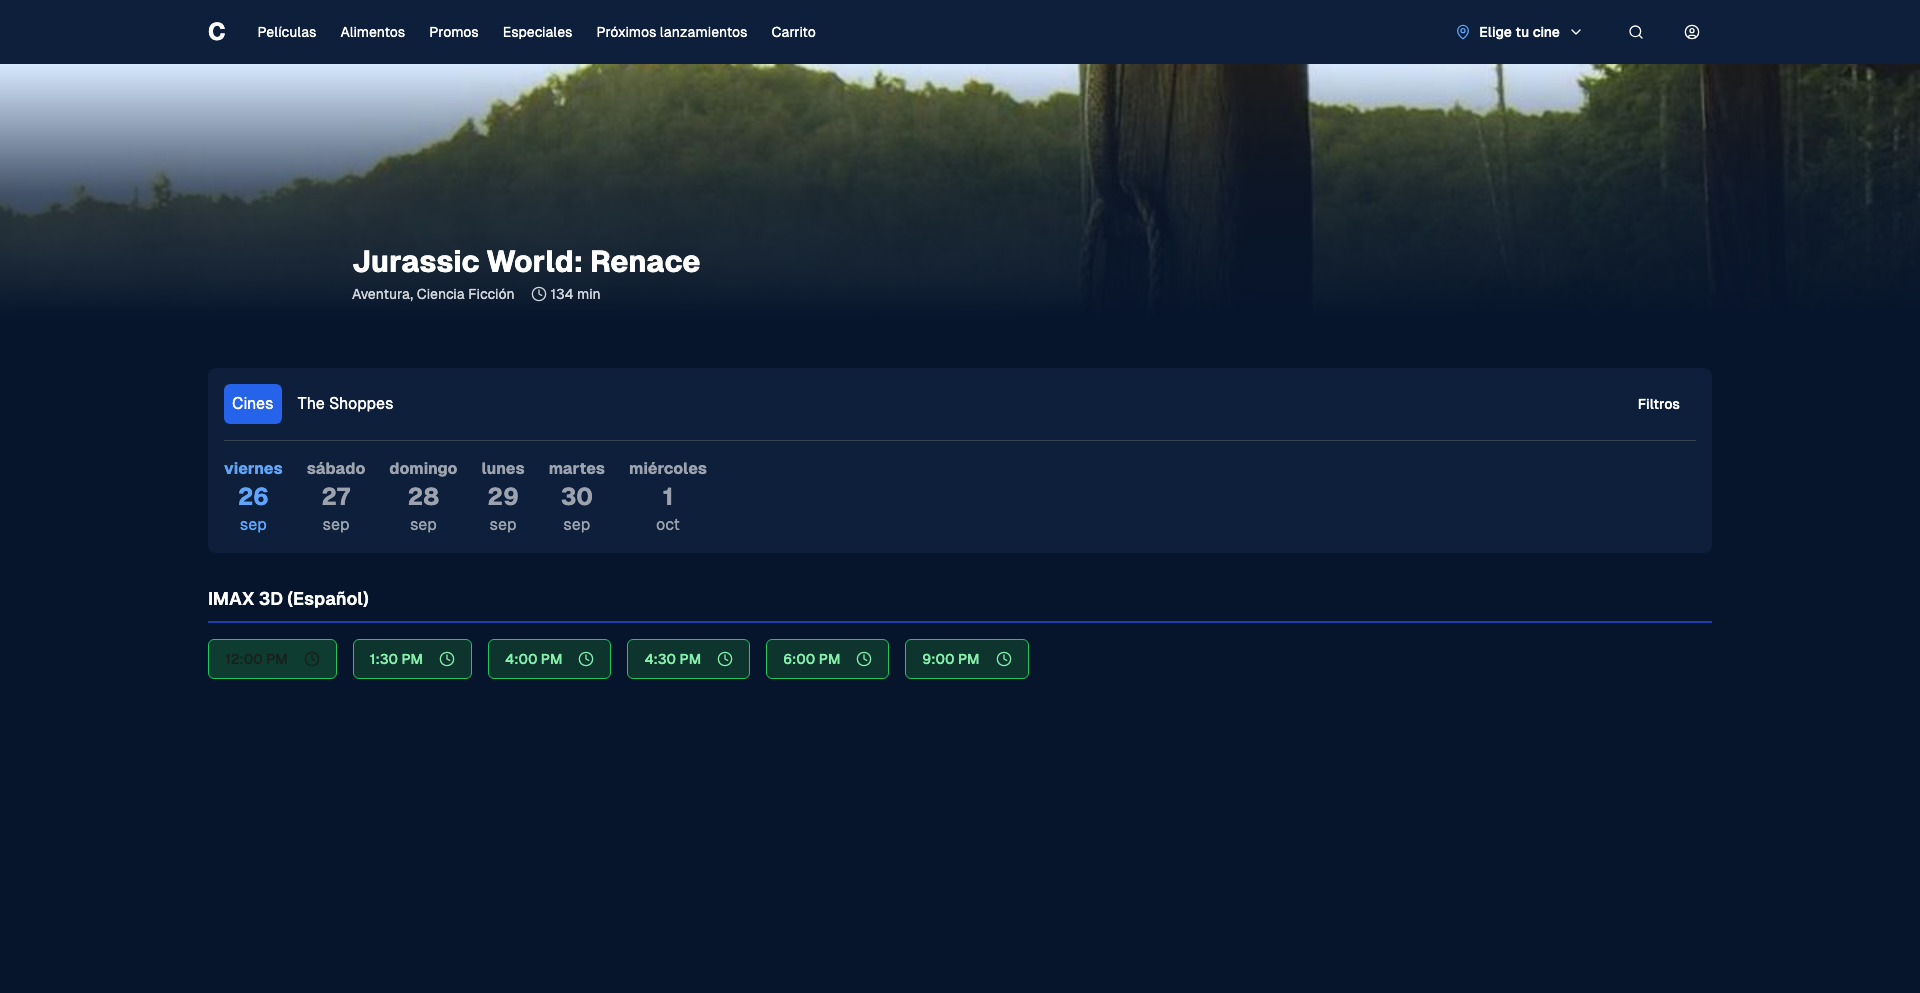 C Películas Alimentos Promos Especiales Próximos lanzamientos Carrito Elige tu cine
Jurassic World: Renace
Aventura, Ciencia Ficción 134 min
Cines The Shoppes Filtros
viernes sábado domingo lunes martes miércoles
26 27 28 29 30 1
sep sep sep sep sep oct
IMAX 3D (Español)
12:00 PM 1:30 PM 4:00 PM 4:30 PM 6:00 PM 9:00 PM